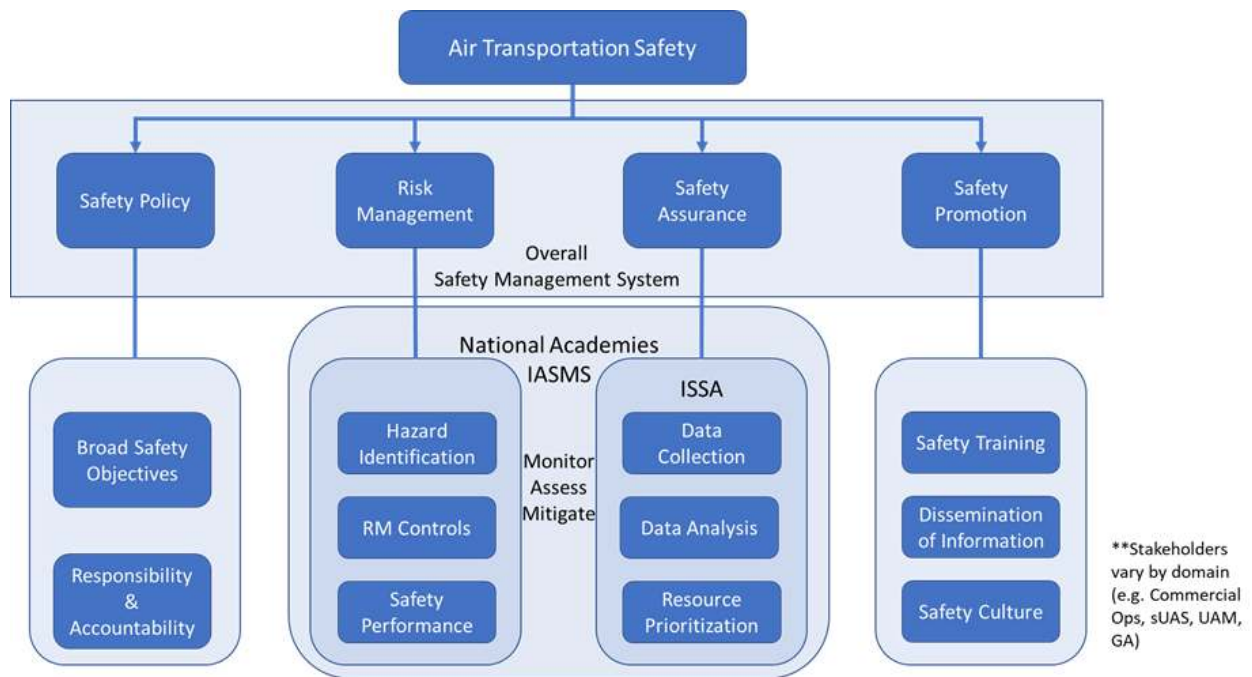 Air Transportation Safety
Safety Policy
Risk
Management
Safety
Assurance
Safety
Promotion
Overall
Safety Management System
Broad Safety
Objectives
Responsibility
&
Accountability
National Academies
IASMS
Hazard
Identification
RM Controls
Safety
Performance
Monitor
Assess
Mitigate
ISSA
Data
Collection
Data Analysis
Resource
Prioritization
Safety Training
Dissemination
of Information
Safety Culture
**Stakeholders
vary by domain
(e.g. Commercial
Ops, sUAS, UAM,
GA)